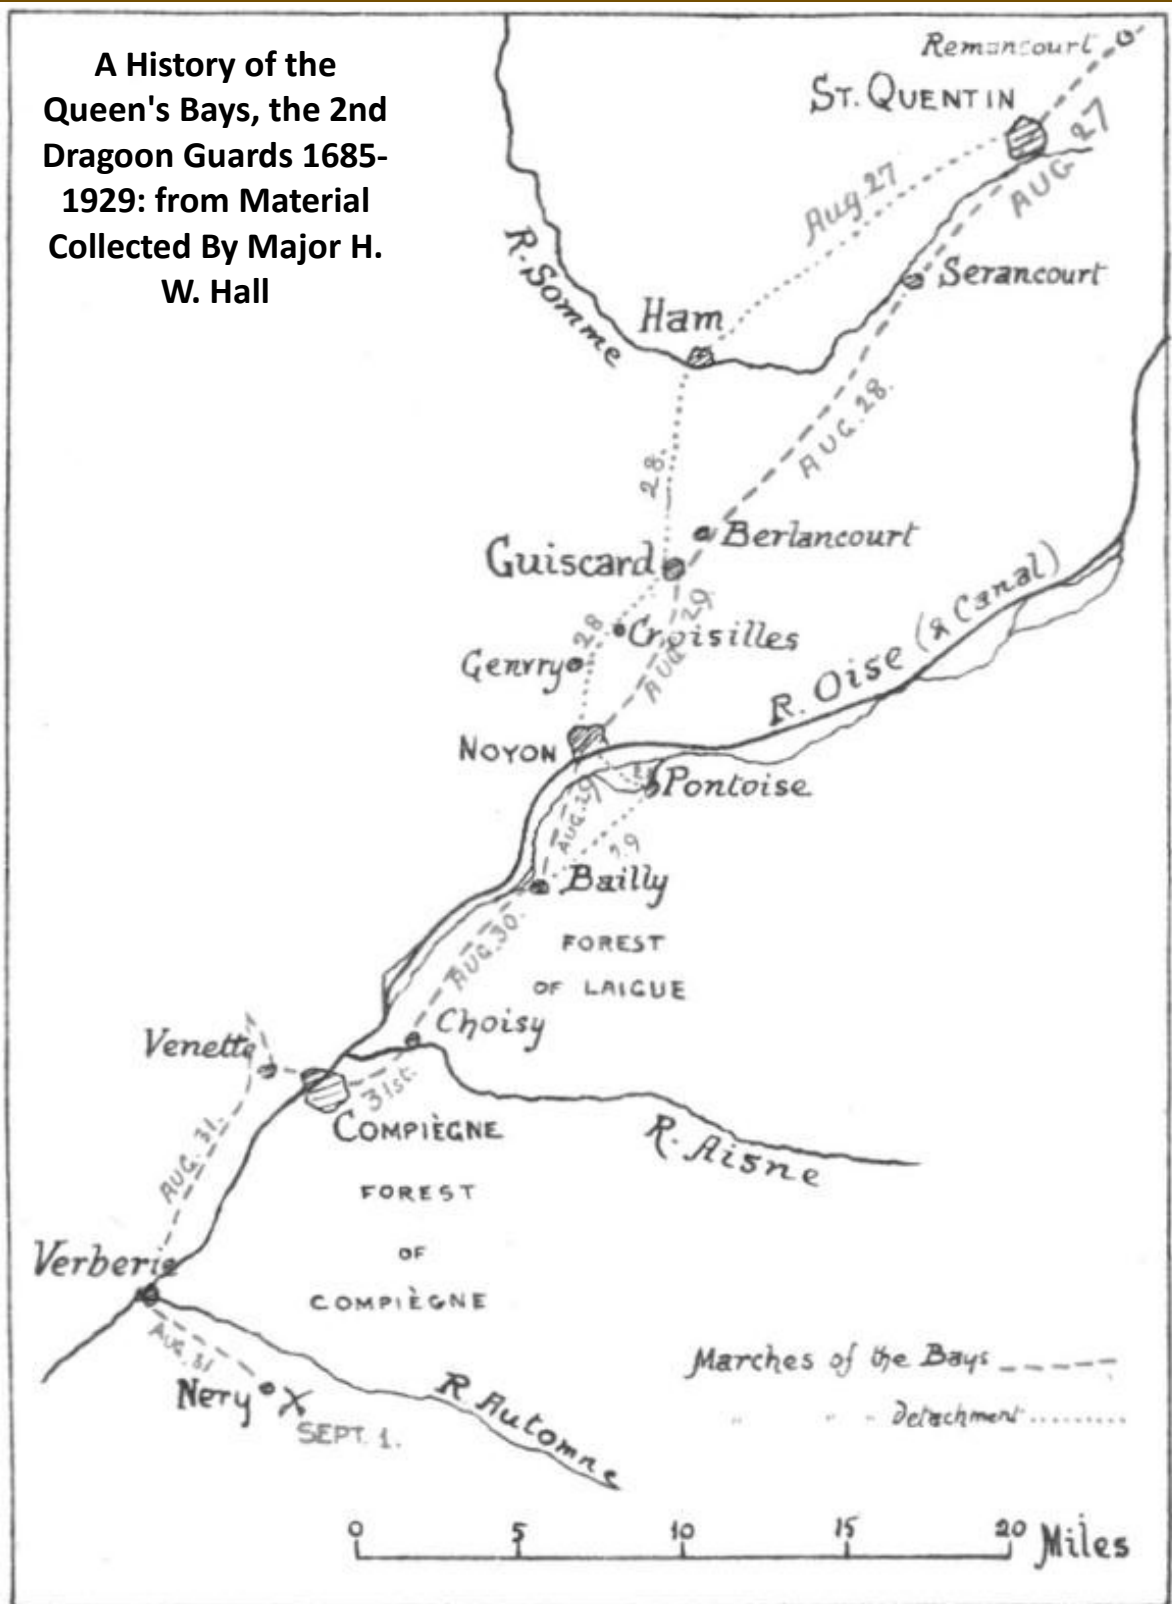 A History of the
Queen's Bays, the 2nd
Dragoon Guards 1685-
1929: from Material
Collected By Major H.
W. Hall
Remancourt
ST. QUENTIN
Aug 27
AUG 27
R. Somme
Serancourt
Ham
AUG. 28.
28.
Berlancourt
Guiscard
AUG 29
28
Croisilles
Genvry
R. Oise (& Canal)
NOYON
Pontoise
AUG. 29
29
Bailly
AUG. 30.
FOREST
OF LAIGUE
Choisy
Venette
31st.
COMPIÈGNE
R. Aisne
AUG. 31.
FOREST
OF
COMPIÈGNE
Verberie
AUG. 31
Nery
SEPT. 1.
R Automne
Marches of the Bays
" " " detachment
0 5 10 15 20 Miles